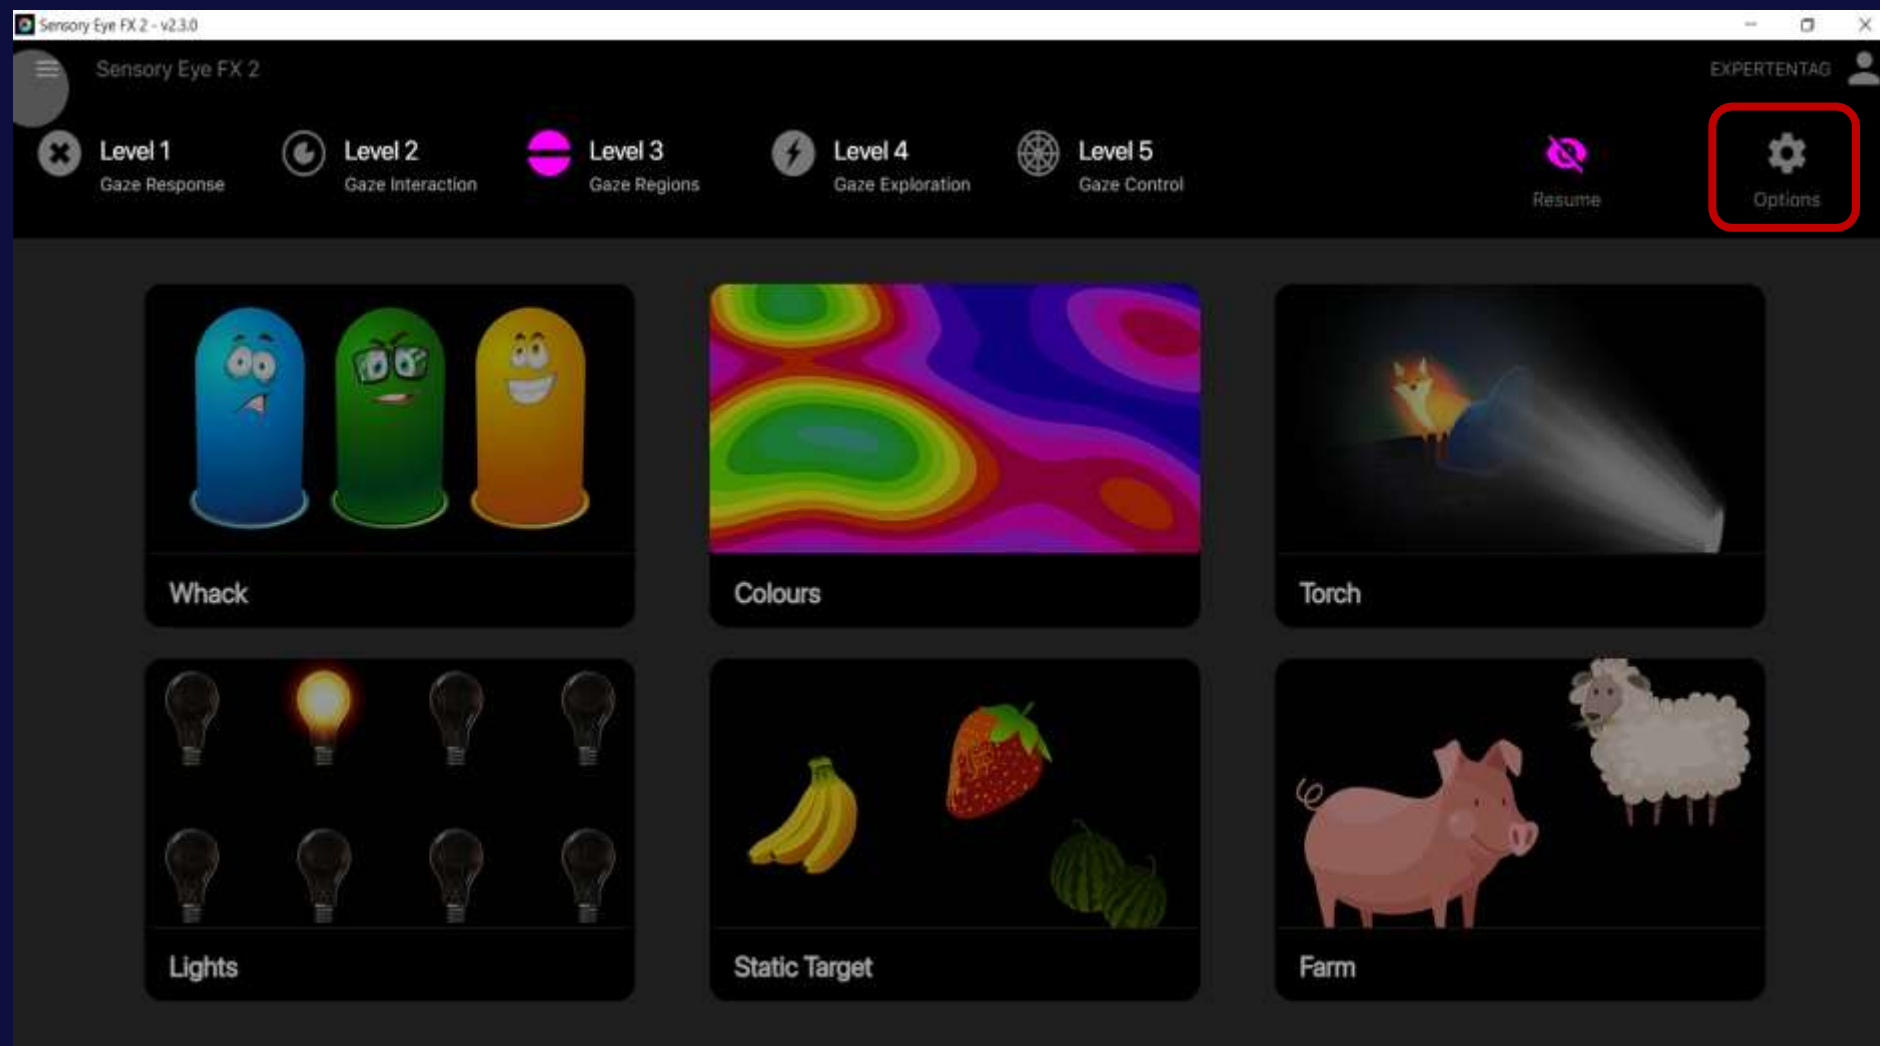 Sensory Eye FX 2 - v2.3.0
Sensory Eye FX 2
EXPERTENTAG
Level 1
Gaze Response
Level 2
Gaze Interaction
Level 3
Gaze Regions
Level 4
Gaze Exploration
Level 5
Gaze Control
Resume
Options
Whack
Colours
Torch
Lights
Static Target
Farm